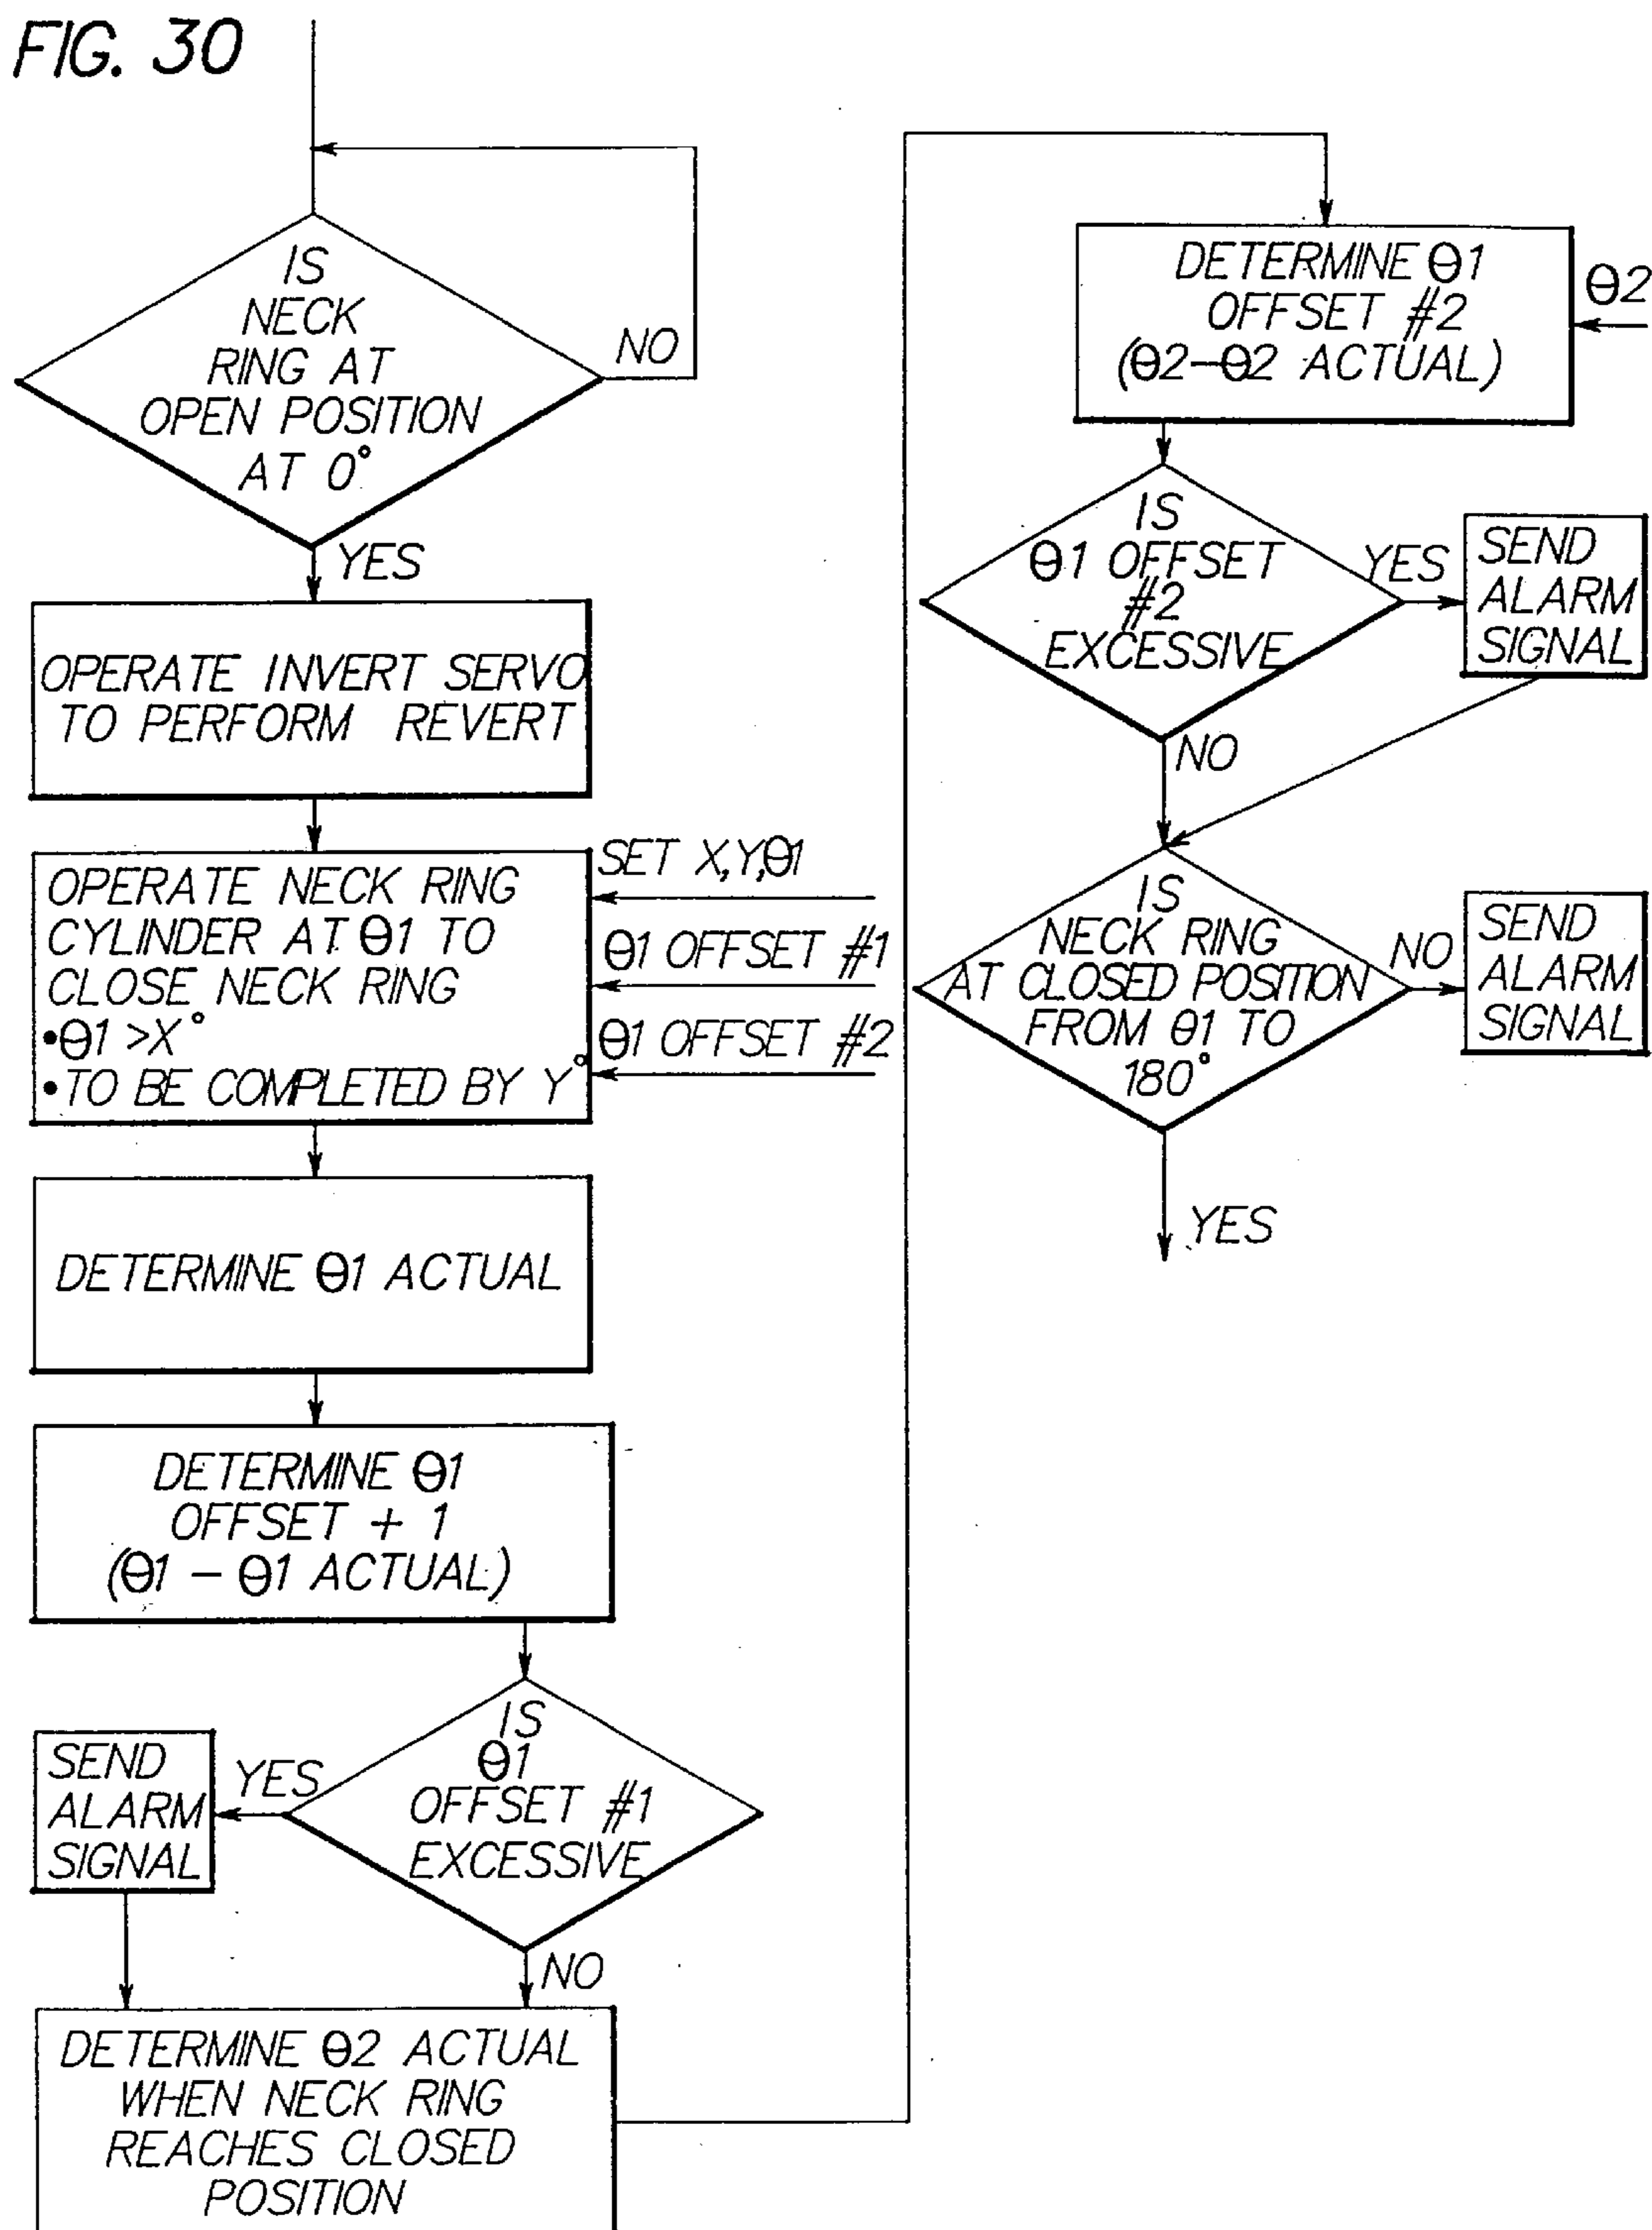 FIG. 30
IS
NECK
RING AT
OPEN POSITION
AT 0°
NO
YES
OPERATE INVERT SERVO
TO PERFORM REVERT
OPERATE NECK RING
CYLINDER AT Θ1 TO
CLOSE NECK RING
•Θ1 >X°
•TO BE COMPLETED BY Y°
SET X,Y,Θ1
Θ1 OFFSET #1
Θ1 OFFSET #2
DETERMINE Θ1 ACTUAL
DETERMINE Θ1
OFFSET + 1
(Θ1 – Θ1 ACTUAL)
IS
Θ1
OFFSET #1
EXCESSIVE
YES
SEND
ALARM
SIGNAL
NO
DETERMINE Θ2 ACTUAL
WHEN NECK RING
REACHES CLOSED
POSITION
DETERMINE Θ1
OFFSET #2
(Θ2–Θ2 ACTUAL)
Θ2
IS
Θ1 OFFSET
#2
EXCESSIVE
YES
SEND
ALARM
SIGNAL
NO
IS
NECK RING
AT CLOSED POSITION
FROM Θ1 TO
180°
NO
SEND
ALARM
SIGNAL
YES